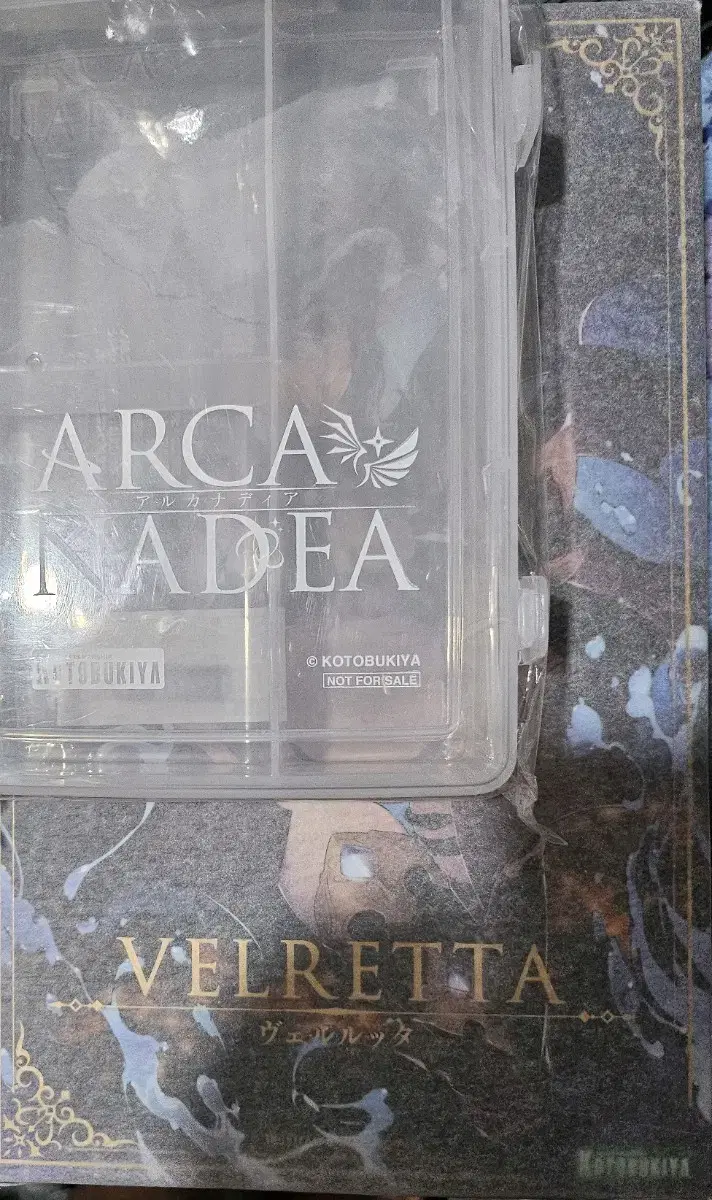 ARCA
アルカナディア
NADEA
KOTOBUKIYA
© KOTOBUKIYA
NOT FOR SALE
VELRETTA
ヴェルルッタ
KOTOBUKIYA